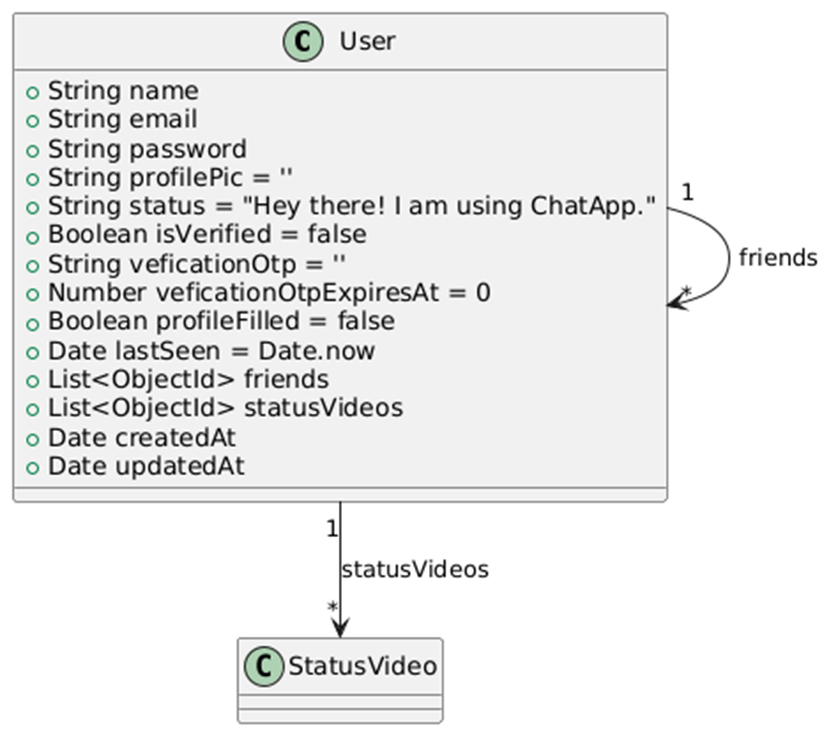 C User
String name
String email
String password
String profilePic = ''
String status = "Hey there! I am using ChatApp."
Boolean isVerified = false
String veficationOtp = ''
Number veficationOtpExpiresAt = 0
Boolean profileFilled = false
Date lastSeen = Date.now
List<ObjectId> friends
List<ObjectId> statusVideos
Date createdAt
Date updatedAt
1
friends
*
1
statusVideos
*
C StatusVideo